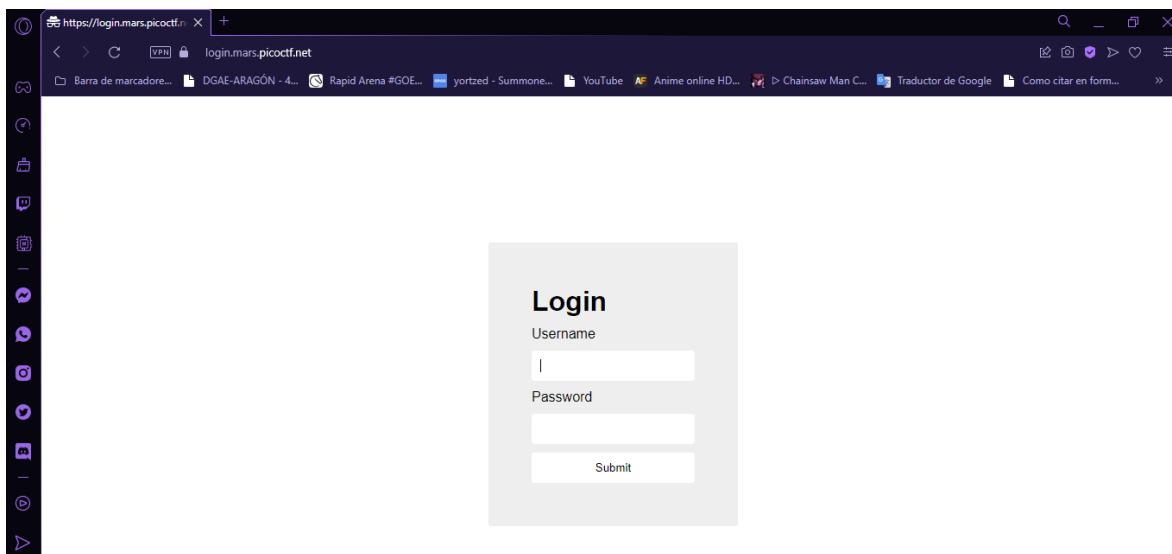 https://login.mars.picoctf.n
VPN login.mars.picoctf.net
Barra de marcadore... DGAE-ARAGÓN - 4... Rapid Arena #GOE... yortzed - Summone... YouTube AF Anime online HD... ▷ Chainsaw Man C... Traductor de Google Como citar en form... »
Login
Username
Password
Submit